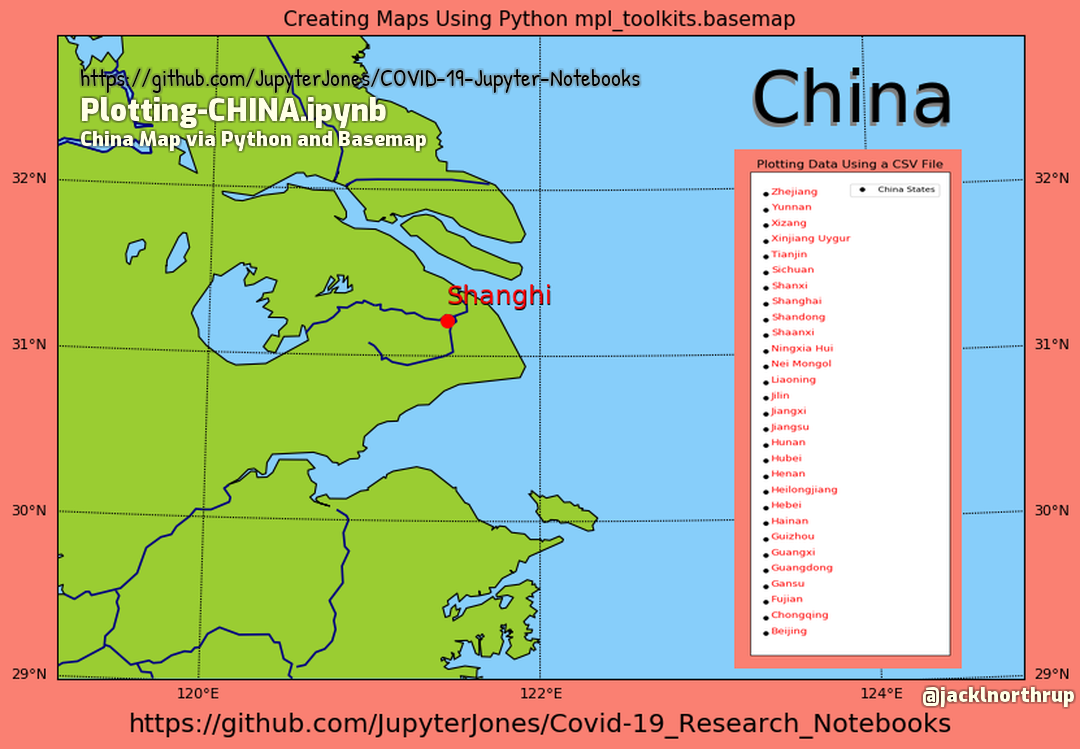 Creating Maps Using Python mpl_toolkits.basemap
https://github.com/JupyterJones/COVID-19-Jupyter-Notebooks
Plotting-CHINA.ipynb
China Map via Python and Basemap
China
Plotting Data Using a CSV File
China States
Zhejiang
Yunnan
Xizang
Xinjiang Uygur
Tianjin
Sichuan
Shanxi
Shanghai
Shandong
Shaanxi
Ningxia Hui
Nei Mongol
Liaoning
Jilin
Jiangxi
Jiangsu
Hunan
Hubei
Henan
Heilongjiang
Hebei
Hainan
Guizhou
Guangxi
Guangdong
Gansu
Fujian
Chongqing
Beijing
Shanghi
32°N 32°N
31°N 31°N
30°N 30°N
29°N 29°N
120°E 122°E 124°E
@jacklnorthrup
https://github.com/JupyterJones/Covid-19_Research_Notebooks